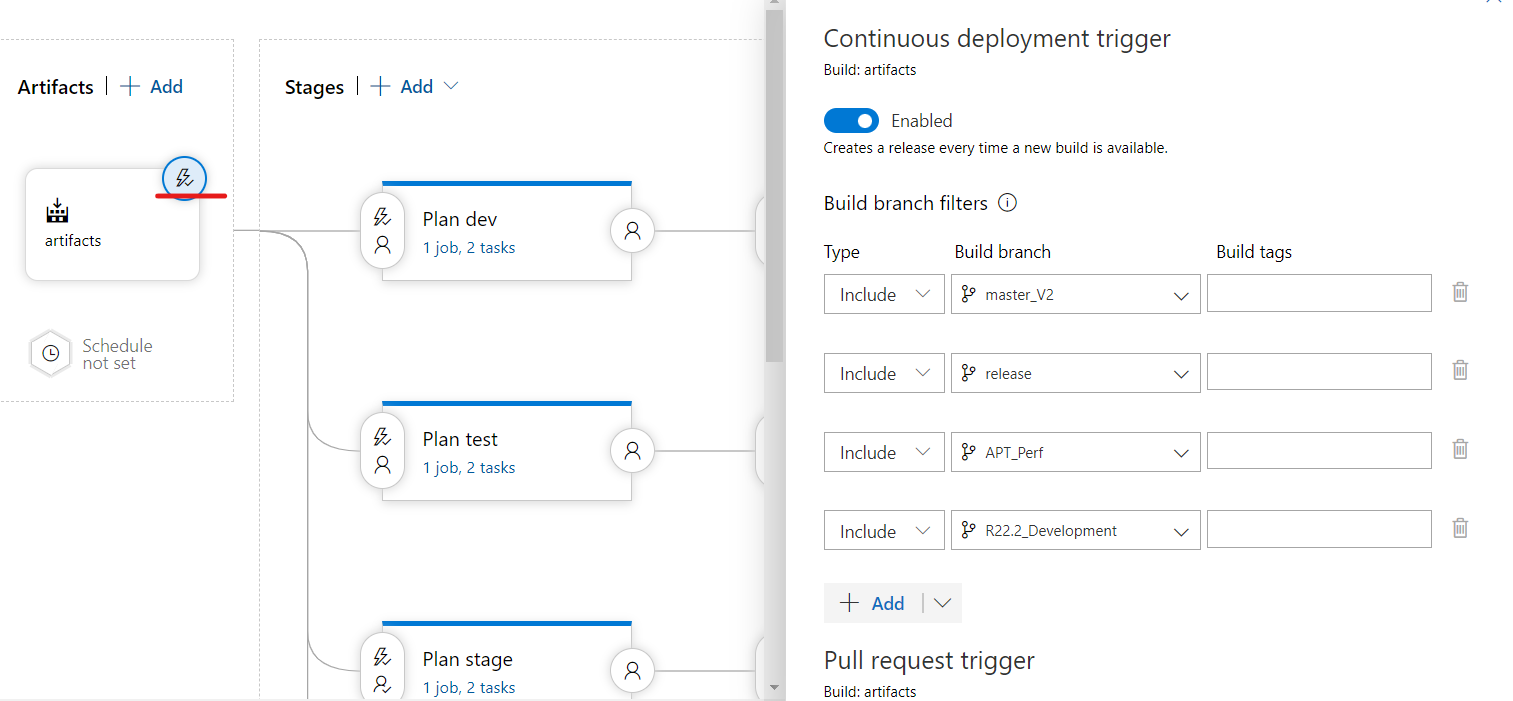 Artifacts
Add
artifacts
Schedule
not set
Stages
Add
Plan dev
1 job, 2 tasks
Plan test
1 job, 2 tasks
Plan stage
1 job, 2 tasks
Continuous deployment trigger
Build: artifacts
Enabled
Creates a release every time a new build is available.
Build branch filters
Type Build branch Build tags
Include master_V2
Include release
Include APT_Perf
Include R22.2_Development
Add
Pull request trigger
Build: artifacts